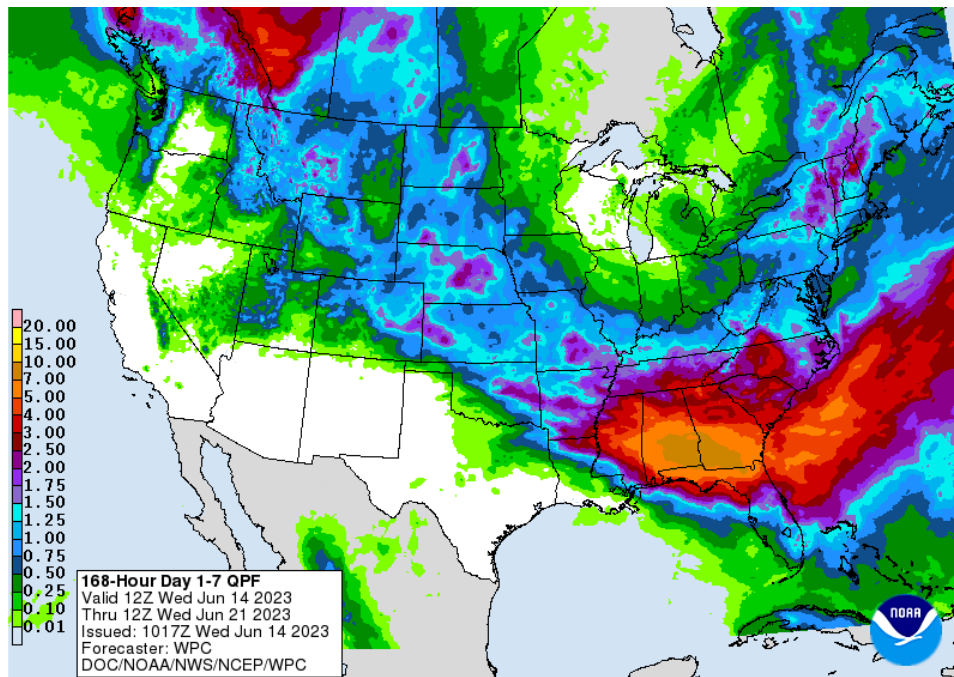 20.00
15.00
10.00
7.00
5.00
4.00
3.00
2.50
2.00
1.75
1.50
1.25
1.00
0.75
0.50
0.25
0.10
0.01
168-Hour Day 1-7 QPF
Valid 12Z Wed Jun 14 2023
Thru 12Z Wed Jun 21 2023
Issued: 1017Z Wed Jun 14 2023
Forecaster: WPC
DOC/NOAA/NWS/NCEP/WPC
NOAA